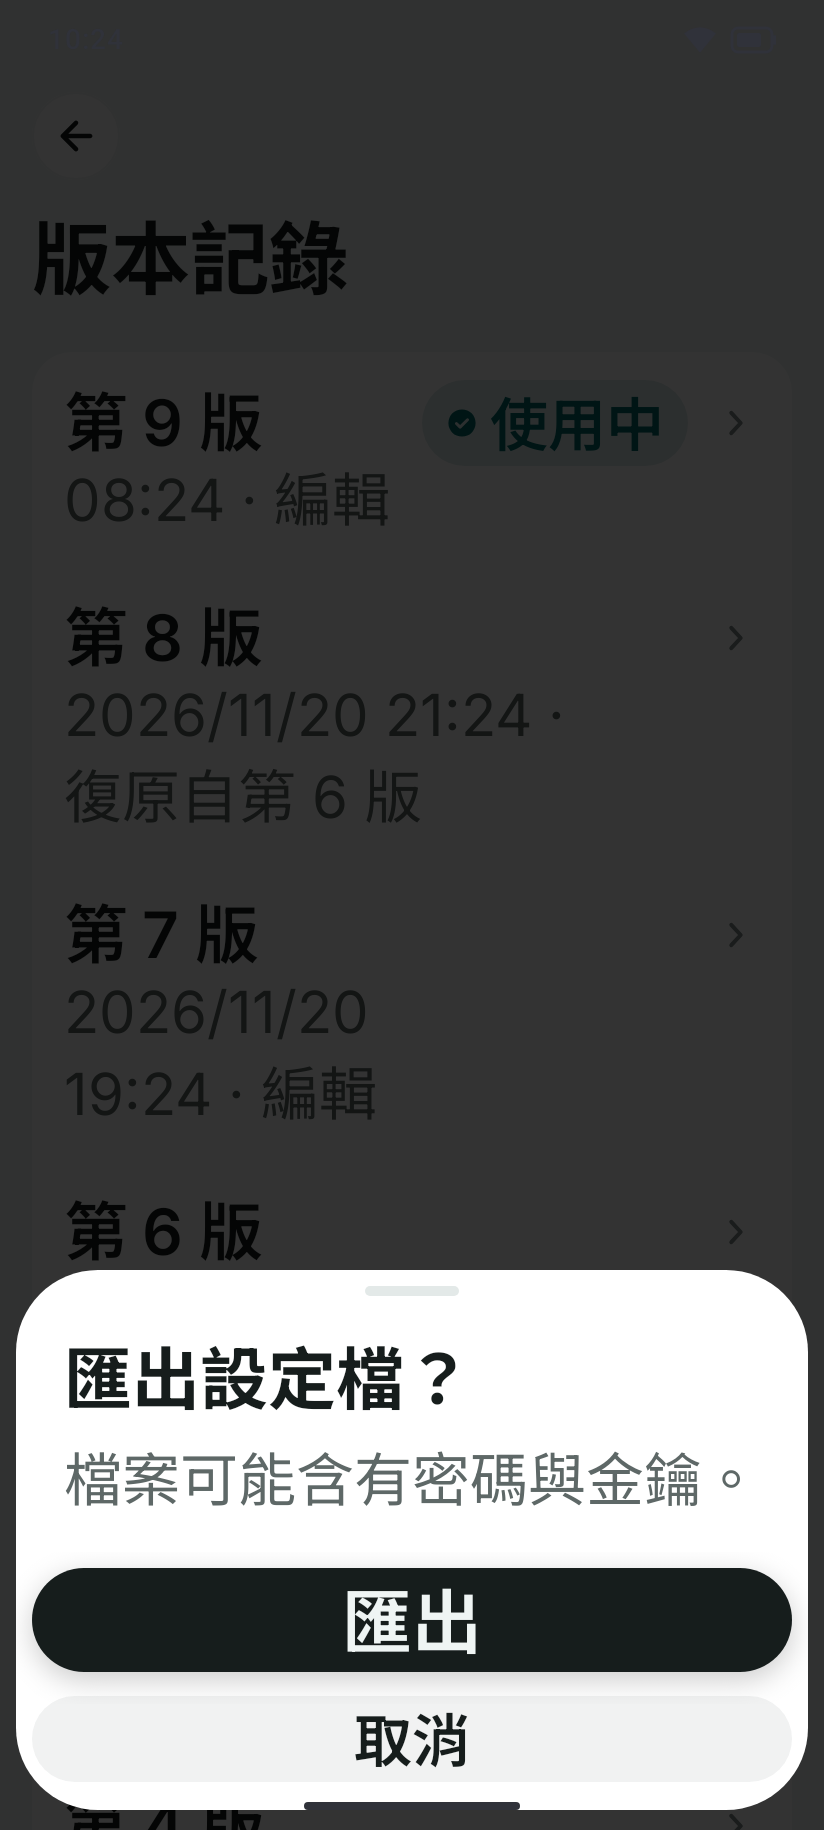 版本記錄
第 9 版
使用中
08:24 · 編輯
第 8 版
2026/11/20 21:24 ·
復原自第 6 版
第 7 版
2026/11/20
19:24 · 編輯
第 6 版
匯出設定檔？
檔案可能含有密碼與金鑰。
匯出
取消
第 4 版